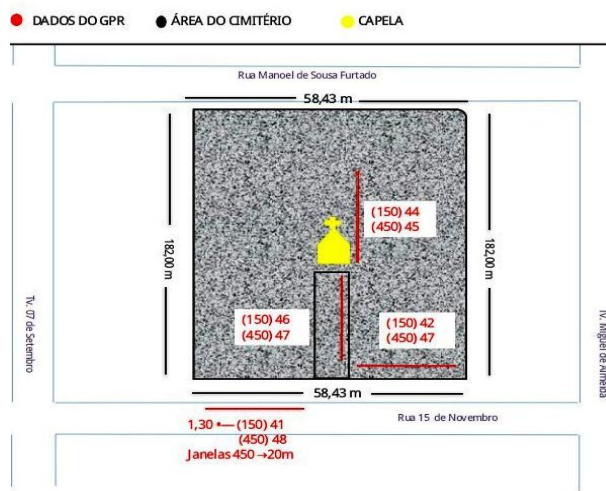 DADOS DO GPR ÁREA DO CIMITÉRIO CAPELA
Rua Manoel de Sousa Furtado
58,43 m
182,00 m
182,00 m
(150) 44
(450) 45
(150) 46
(450) 47
(150) 42
(450) 47
Tv. 07 de Setembro
Tv. Miguel de Almeida
58,43 m
Rua 15 de Novembro
1,30 •— (150) 41
(450) 48
Janelas 450 →20m